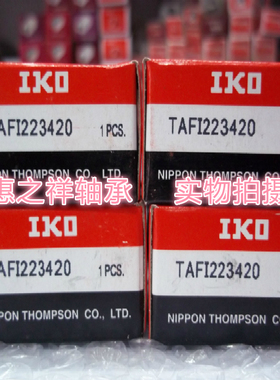 IKO
IKO
TAFI223420
1 PCS.
TAFI223420
NIPPON THOMPSON CO., LTD.
NIPPON THOMPSON CO
惠之祥轴承
实物拍摄
IKO
IKO
AFI223420
1 PCS.
TAFI223420
NIPPON THOMPSON CO., LTD.
NIPPON THOMPSON CO